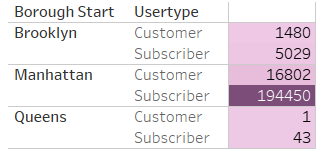 Borough Start Usertype
Brooklyn Customer 1480
Subscriber 5029
Manhattan Customer 16802
Subscriber 194450
Queens Customer 1
Subscriber 43